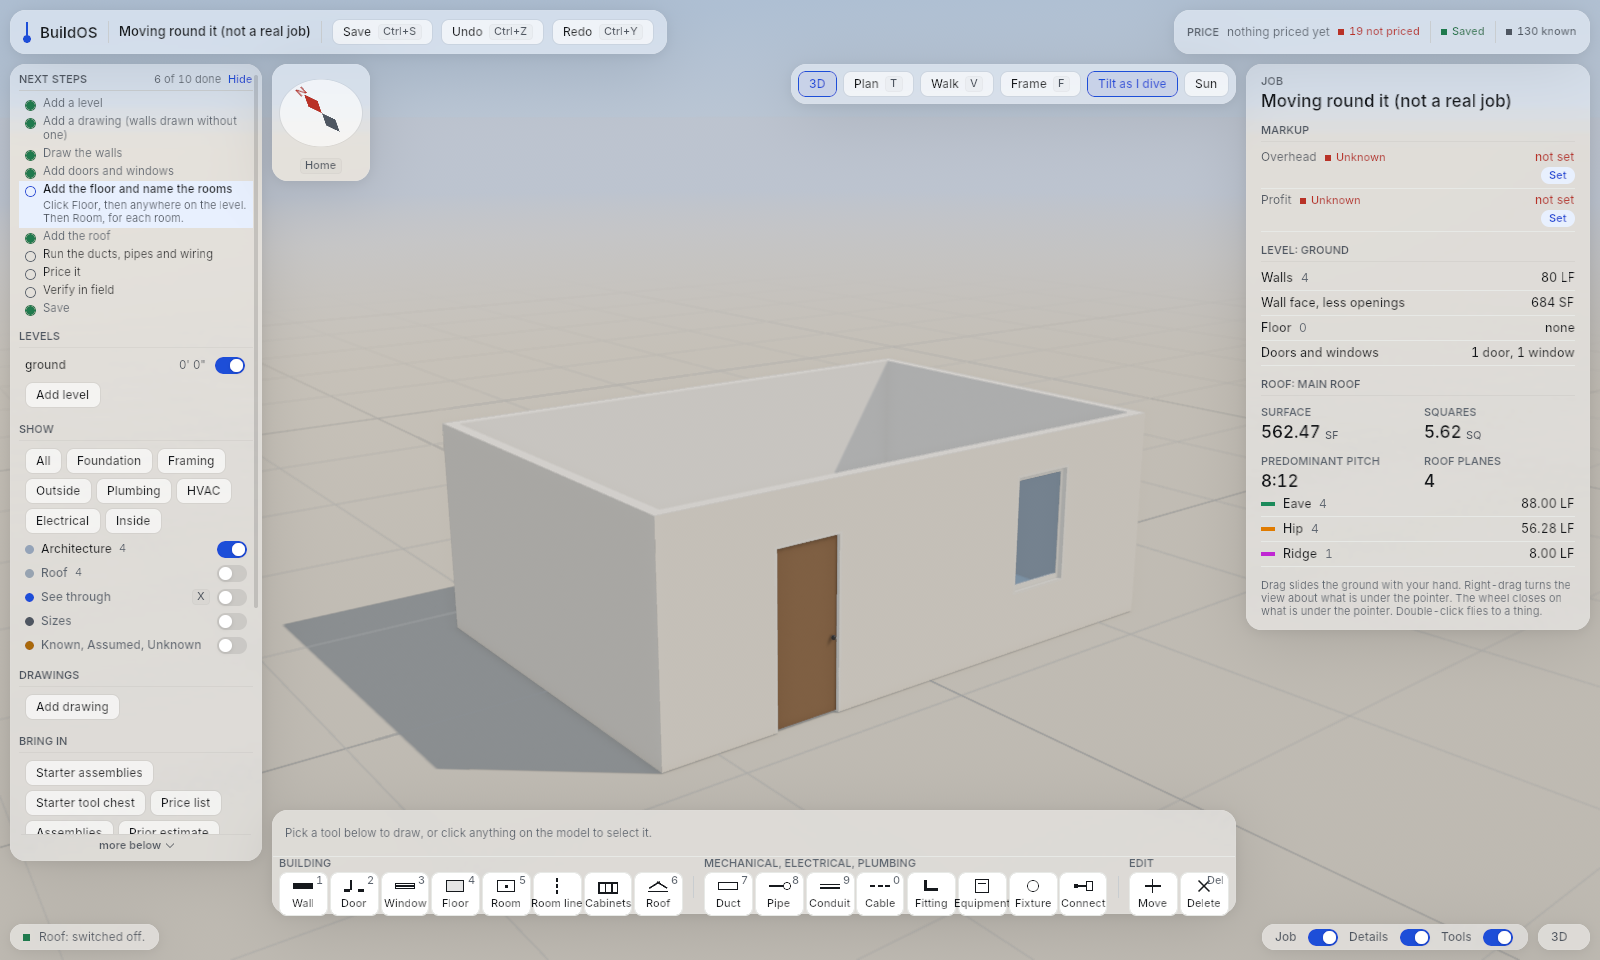 BuildOS
Moving round it (not a real job)
Save Ctrl+S
Undo Ctrl+Z
Redo Ctrl+Y
PRICE nothing priced yet 19 not priced Saved 130 known
NEXT STEPS 6 of 10 done Hide
Add a level
Add a drawing (walls drawn without
one)
Draw the walls
Add doors and windows
Add the floor and name the rooms
Click Floor, then anywhere on the level.
Then Room, for each room.
Add the roof
Run the ducts, pipes and wiring
Price it
Verify in field
Save
LEVELS
ground 0' 0"
Add level
SHOW
All Foundation Framing
Outside Plumbing HVAC
Electrical Inside
Architecture 4
Roof 4
See through X
Sizes
Known, Assumed, Unknown
DRAWINGS
Add drawing
BRING IN
Starter assemblies
Starter tool chest Price list
Assemblies Prior estimate
more below
N
Home
3D Plan T Walk V Frame F Tilt as I dive Sun
JOB
Moving round it (not a real job)
MARKUP
Overhead Unknown not set
Set
Profit Unknown not set
Set
LEVEL: GROUND
Walls 4 80 LF
Wall face, less openings 684 SF
Floor 0 none
Doors and windows 1 door, 1 window
ROOF: MAIN ROOF
SURFACE SQUARES
562.47 SF 5.62 SQ
PREDOMINANT PITCH ROOF PLANES
8:12 4
Eave 4 88.00 LF
Hip 4 56.28 LF
Ridge 1 8.00 LF
Drag slides the ground with your hand. Right-drag turns the
view about what is under the pointer. The wheel closes on
what is under the pointer. Double-click flies to a thing.
Pick a tool below to draw, or click anything on the model to select it.
BUILDING MECHANICAL, ELECTRICAL, PLUMBING EDIT
1 2 3 4 5 6 7 8 9 0 Del
Wall Door Window Floor Room Room line Cabinets Roof Duct Pipe Conduit Cable Fitting Equipment Fixture Connect Move Delete
Roof: switched off.
Job Details Tools 3D